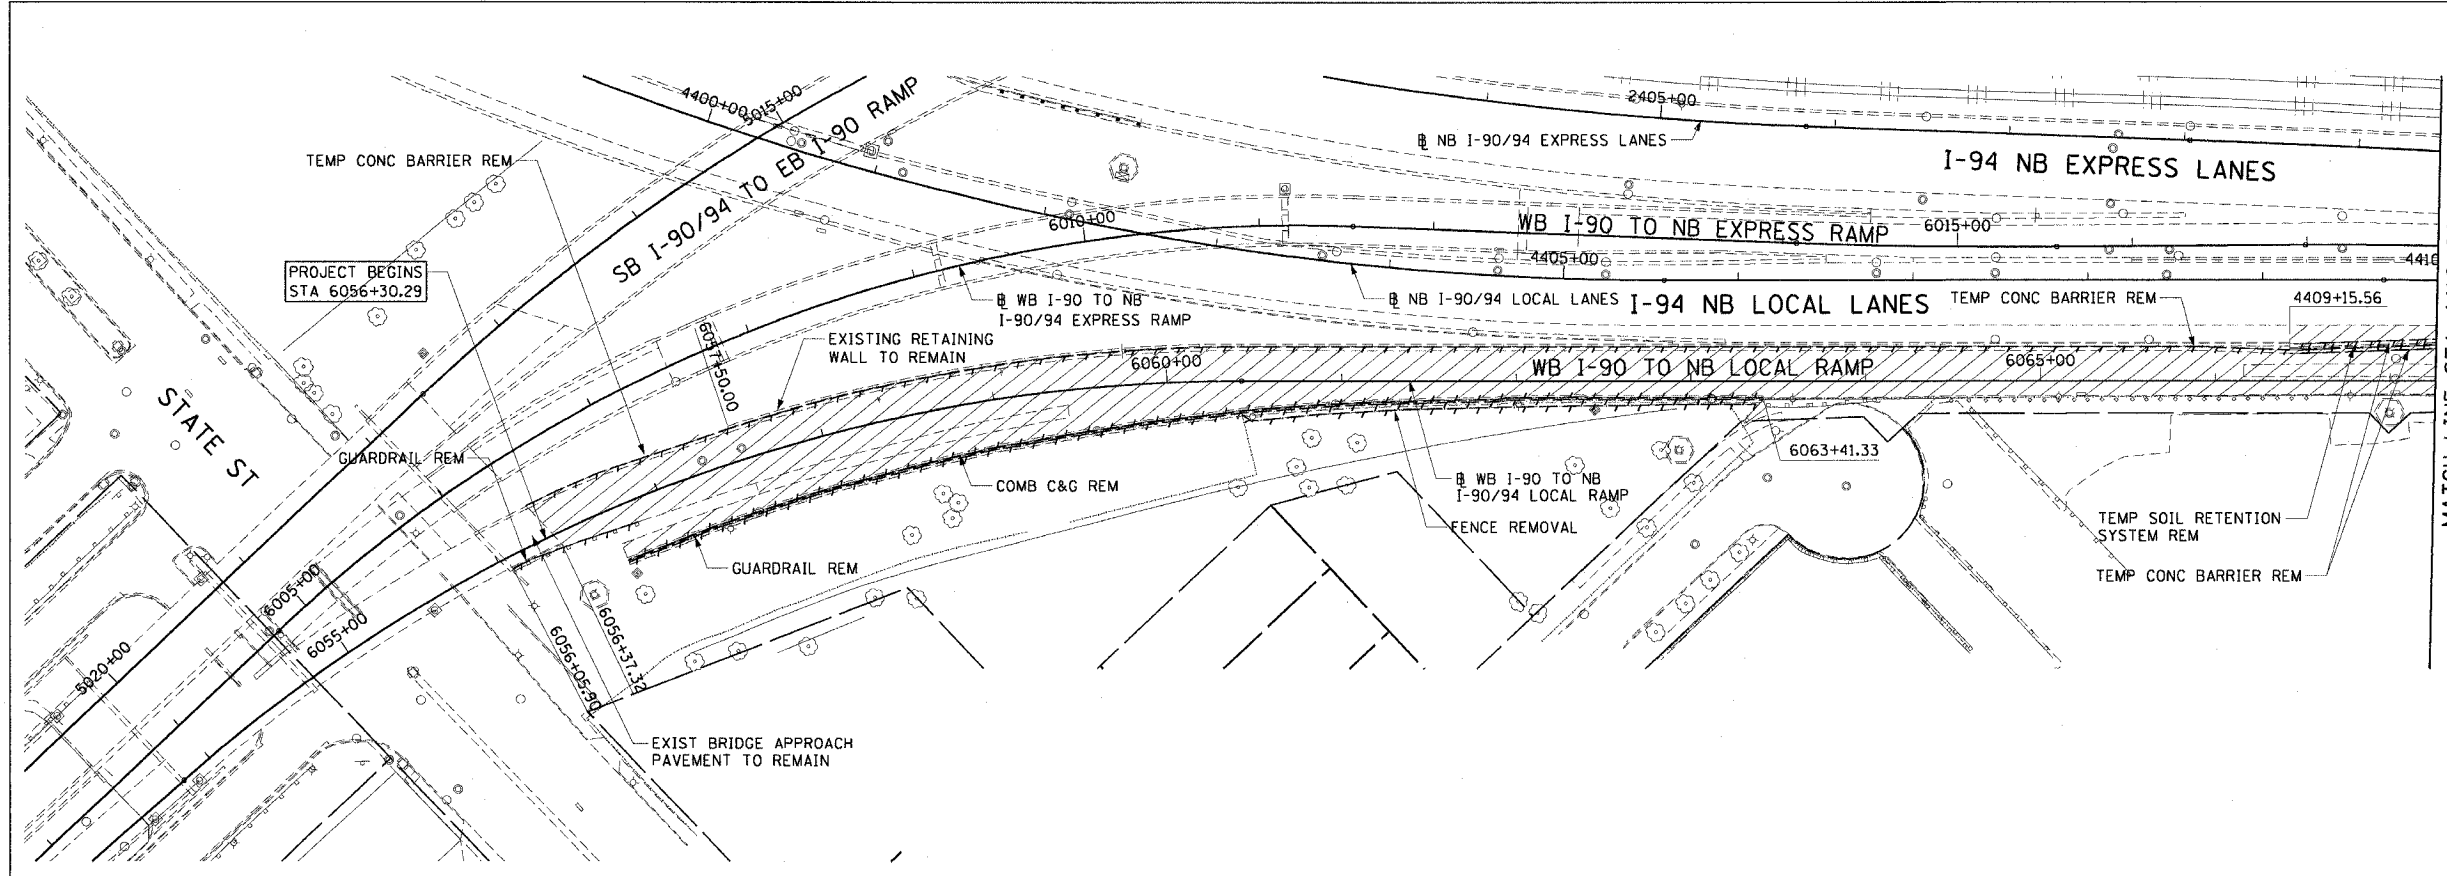 4400+00
5015+00
2405+00
TEMP CONC BARRIER REM
SB I-90/94 TO EB I-90 RAMP
NB I-90/94 EXPRESS LANES
I-94 NB EXPRESS LANES
6010+00
WB I-90 TO NB EXPRESS RAMP
6015+00
4405+00
PROJECT BEGINS
STA 6056+30.29
WB I-90 TO NB
I-90/94 EXPRESS RAMP
NB I-90/94 LOCAL LANES
I-94 NB LOCAL LANES
TEMP CONC BARRIER REM
4409+15.56
EXISTING RETAINING
WALL TO REMAIN
6057+50.00
6060+00
WB I-90 TO NB LOCAL RAMP
6065+00
STATE ST
GUARDRAIL REM
COMB C&G REM
WB I-90 TO NB
I-90/94 LOCAL RAMP
FENCE REMOVAL
6063+41.33
TEMP SOIL RETENTION
SYSTEM REM
TEMP CONC BARRIER REM
GUARDRAIL REM
6005+00
6055+00
5020+00
6056+05.90
6056+37.32
EXIST BRIDGE APPROACH
PAVEMENT TO REMAIN